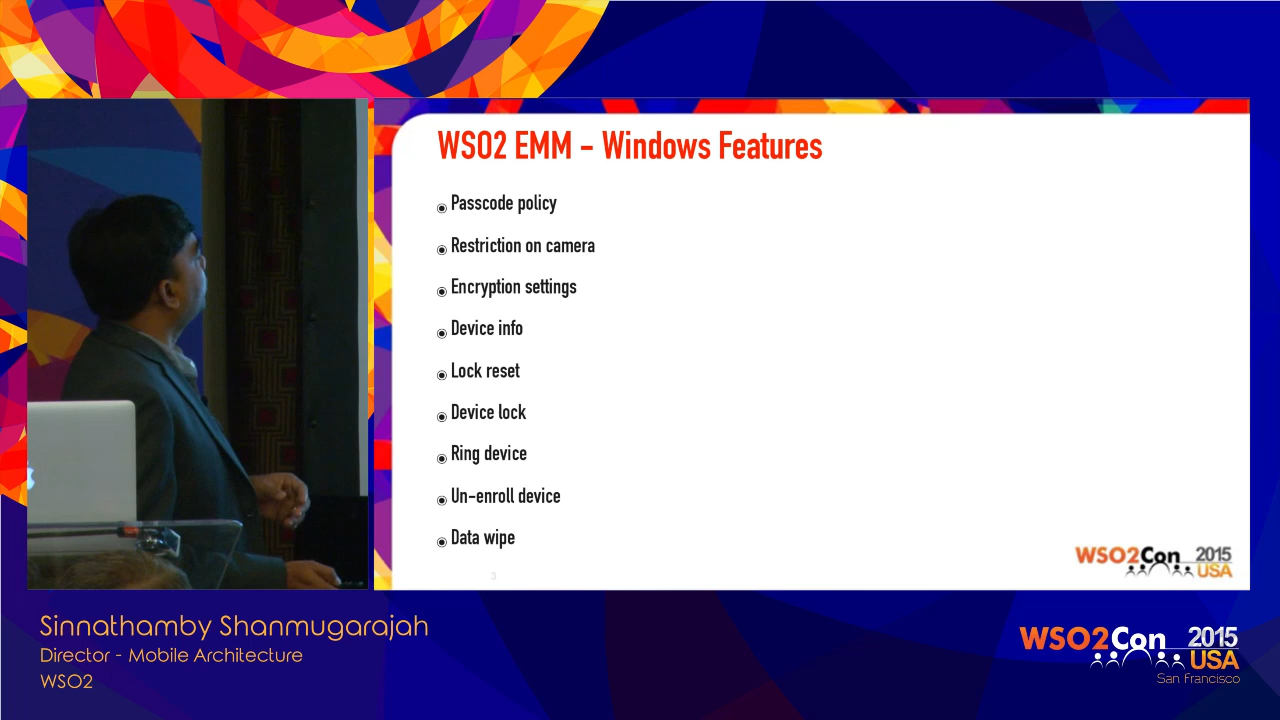 WSO2 EMM - Windows Features
Passcode policy
Restriction on camera
Encryption settings
Device info
Lock reset
Device lock
Ring device
Un-enroll device
Data wipe
3
WSO2Con 2015
USA
Sinnathamby Shanmugarajah
Director - Mobile Architecture
WSO2
WSO2Con 2015
USA
San Francisco